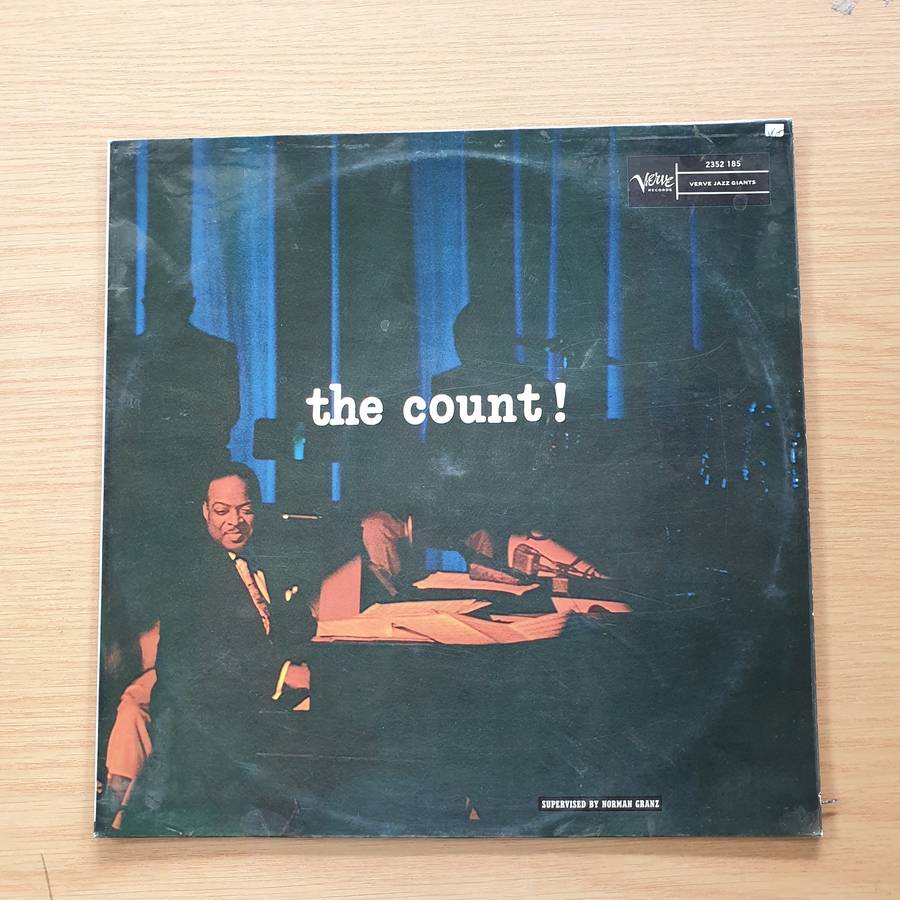 2352 185
Verve
RECORDS
VERVE JAZZ GIANTS
the count!
SUPERVISED BY NORMAN GRANZ